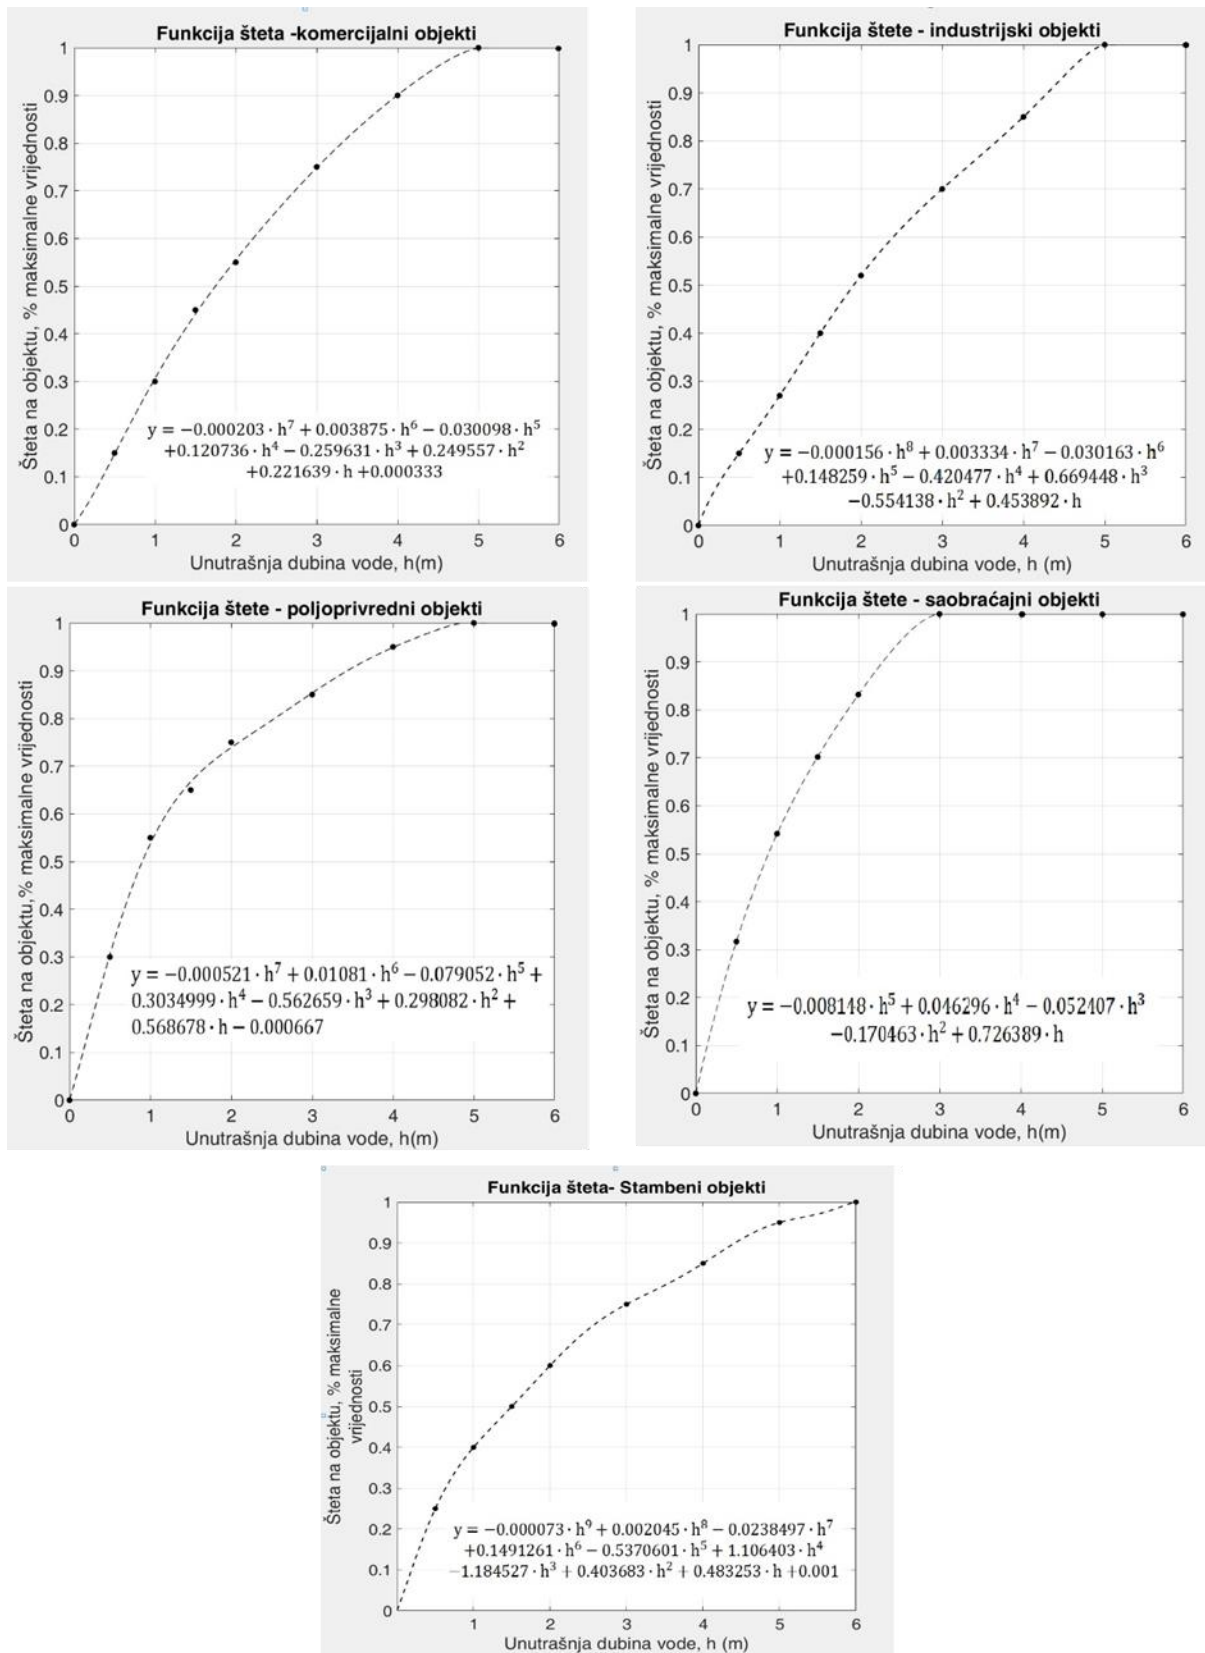 Funkcija šteta -komercijalni objekti
Šteta na objektu, % maksimalne vrijednosti
1
0.9
0.8
0.7
0.6
0.5
0.4
0.3
0.2
0.1
0
y = −0.000203 · h⁷ + 0.003875 · h⁶ − 0.030098 · h⁵
+0.120736 · h⁴ − 0.259631 · h³ + 0.249557 · h²
+0.221639 · h +0.000333
0 1 2 3 4 5 6
Unutrašnja dubina vode, h(m)
Funkcija štete - industrijski objekti
Šteta na objektu, % maksimalne vrijednosti
1
0.9
0.8
0.7
0.6
0.5
0.4
0.3
0.2
0.1
0
y = −0.000156 · h⁸ + 0.003334 · h⁷ − 0.030163 · h⁶
+0.148259 · h⁵ − 0.420477 · h⁴ + 0.669448 · h³
−0.554138 · h² + 0.453892 · h
0 1 2 3 4 5 6
Unutrašnja dubina vode, h (m)
Funkcija štete - poljoprivredni objekti
Šteta na objektu,% maksimalne vrijednosti
1
0.9
0.8
0.7
0.6
0.5
0.4
0.3
0.2
0.1
0
y = −0.000521 · h⁷ + 0.01081 · h⁶ − 0.079052 · h⁵ +
0.3034999 · h⁴ − 0.562659 · h³ + 0.298082 · h² +
0.568678 · h − 0.000667
0 1 2 3 4 5 6
Unutrašnja dubina vode, h(m)
Funkcija štete - saobraćajni objekti
Šteta na objektu, % maksimalne vrijednosti
1
0.9
0.8
0.7
0.6
0.5
0.4
0.3
0.2
0.1
0
y = −0.008148 · h⁵ + 0.046296 · h⁴ − 0.052407 · h³
−0.170463 · h² + 0.726389 · h
0 1 2 3 4 5 6
Unutrašnja dubina vode, h(m)
Funkcija šteta- Stambeni objekti
Šteta na objektu, % maksimalne
vrijednosti
1
0.9
0.8
0.7
0.6
0.5
0.4
0.3
0.2
0.1
0
y = −0.000073 · h⁹ + 0.002045 · h⁸ − 0.0238497 · h⁷
+0.1491261 · h⁶ − 0.5370601 · h⁵ + 1.106403 · h⁴
−1.184527 · h³ + 0.403683 · h² + 0.483253 · h +0.001
1 2 3 4 5 6
Unutrašnja dubina vode, h (m)